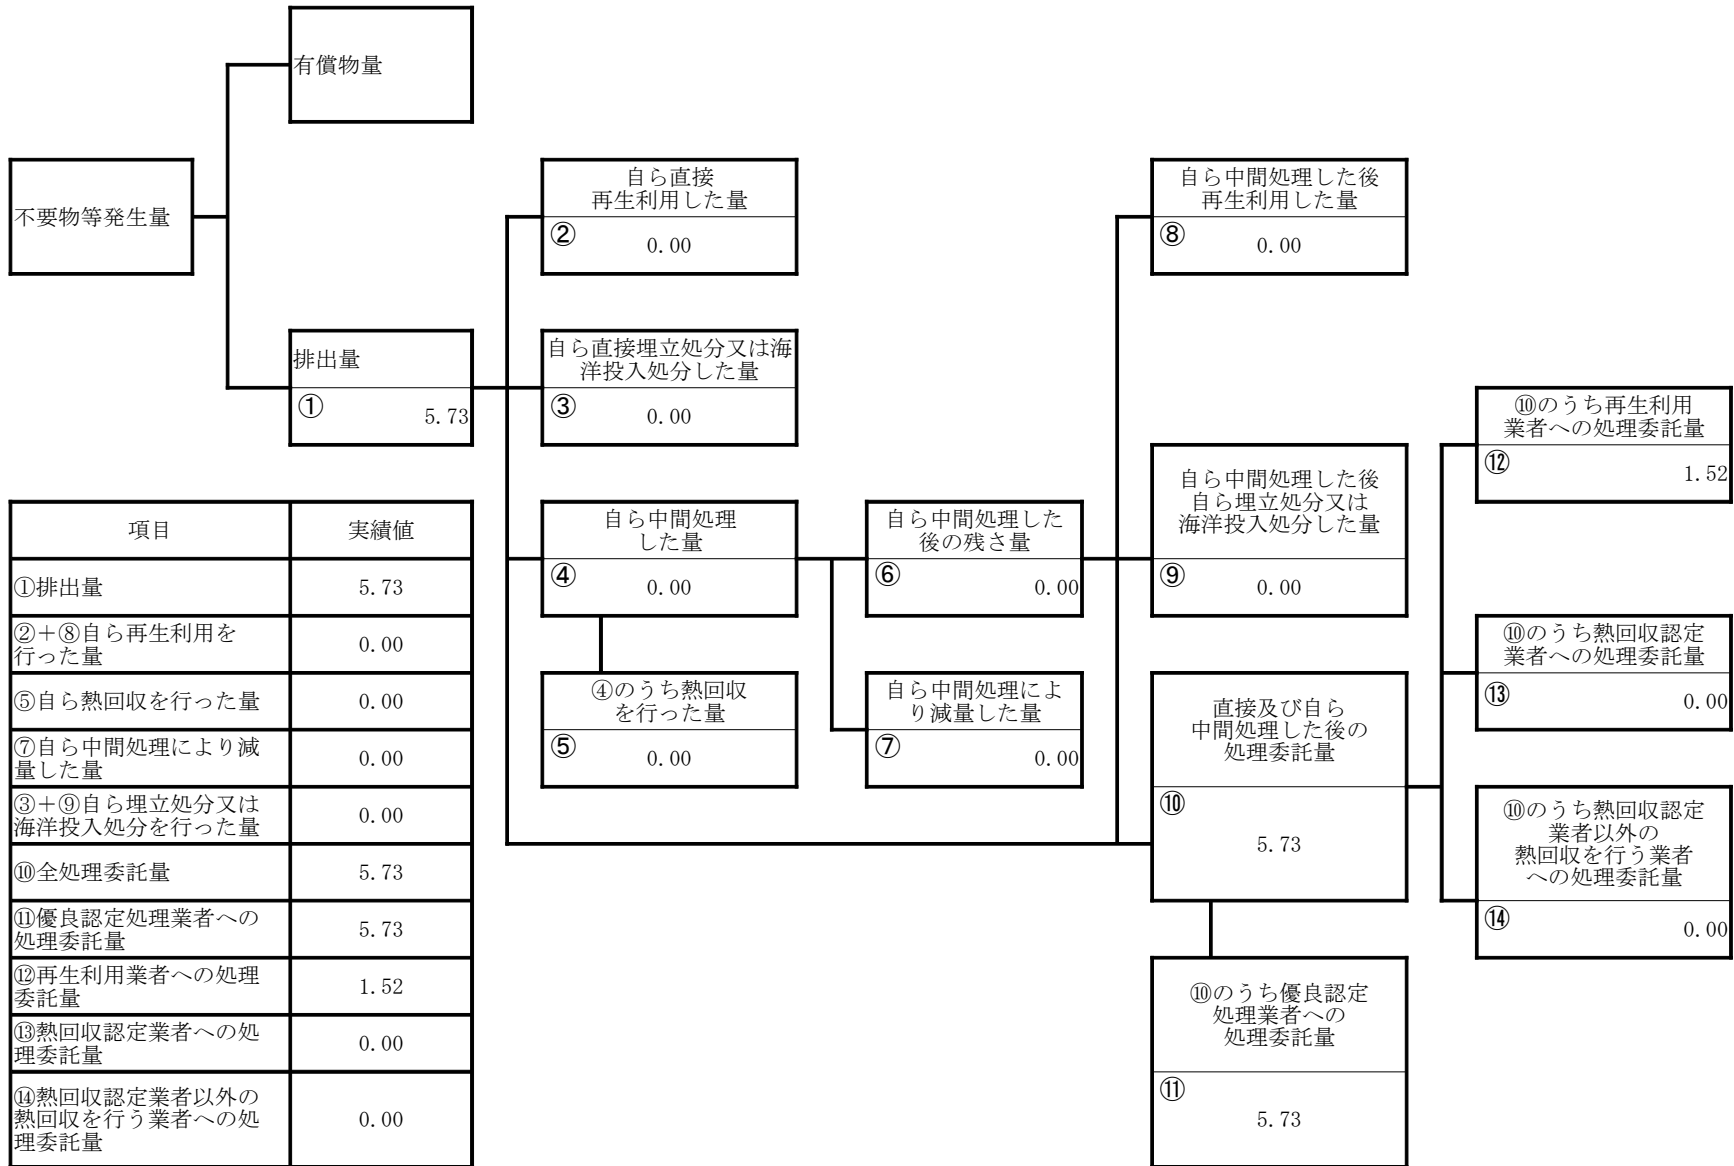 有償物量
不要物等発生量
自ら直接
再生利用した量
②
0.00
自ら中間処理した後
再生利用した量
⑧
0.00
排出量
①
5.73
自ら直接埋立処分又は海
洋投入処分した量
③
0.00
⑩のうち再生利用
業者への処理委託量
⑫
1.52
自ら中間処理
した量
④
0.00
自ら中間処理した
後の残さ量
⑥
0.00
自ら中間処理した後
自ら埋立処分又は
海洋投入処分した量
⑨
0.00
⑩のうち熱回収認定
業者への処理委託量
⑬
0.00
④のうち熱回収
を行った量
⑤
0.00
自ら中間処理によ
り減量した量
⑦
0.00
直接及び自ら
中間処理した後の
処理委託量
⑩
5.73
⑩のうち熱回収認定
業者以外の
熱回収を行う業者
への処理委託量
⑭
0.00
⑩のうち優良認定
処理業者への
処理委託量
⑪
5.73
項目 実績値
①排出量 5.73
②+⑧自ら再生利用を
行った量 0.00
⑤自ら熱回収を行った量 0.00
⑦自ら中間処理により減
量した量 0.00
③+⑨自ら埋立処分又は
海洋投入処分を行った量 0.00
⑩全処理委託量 5.73
⑪優良認定処理業者への
処理委託量 5.73
⑫再生利用業者への処理
委託量 1.52
⑬熱回収認定業者への処
理委託量 0.00
⑭熱回収認定業者以外の
熱回収を行う業者への処
理委託量 0.00